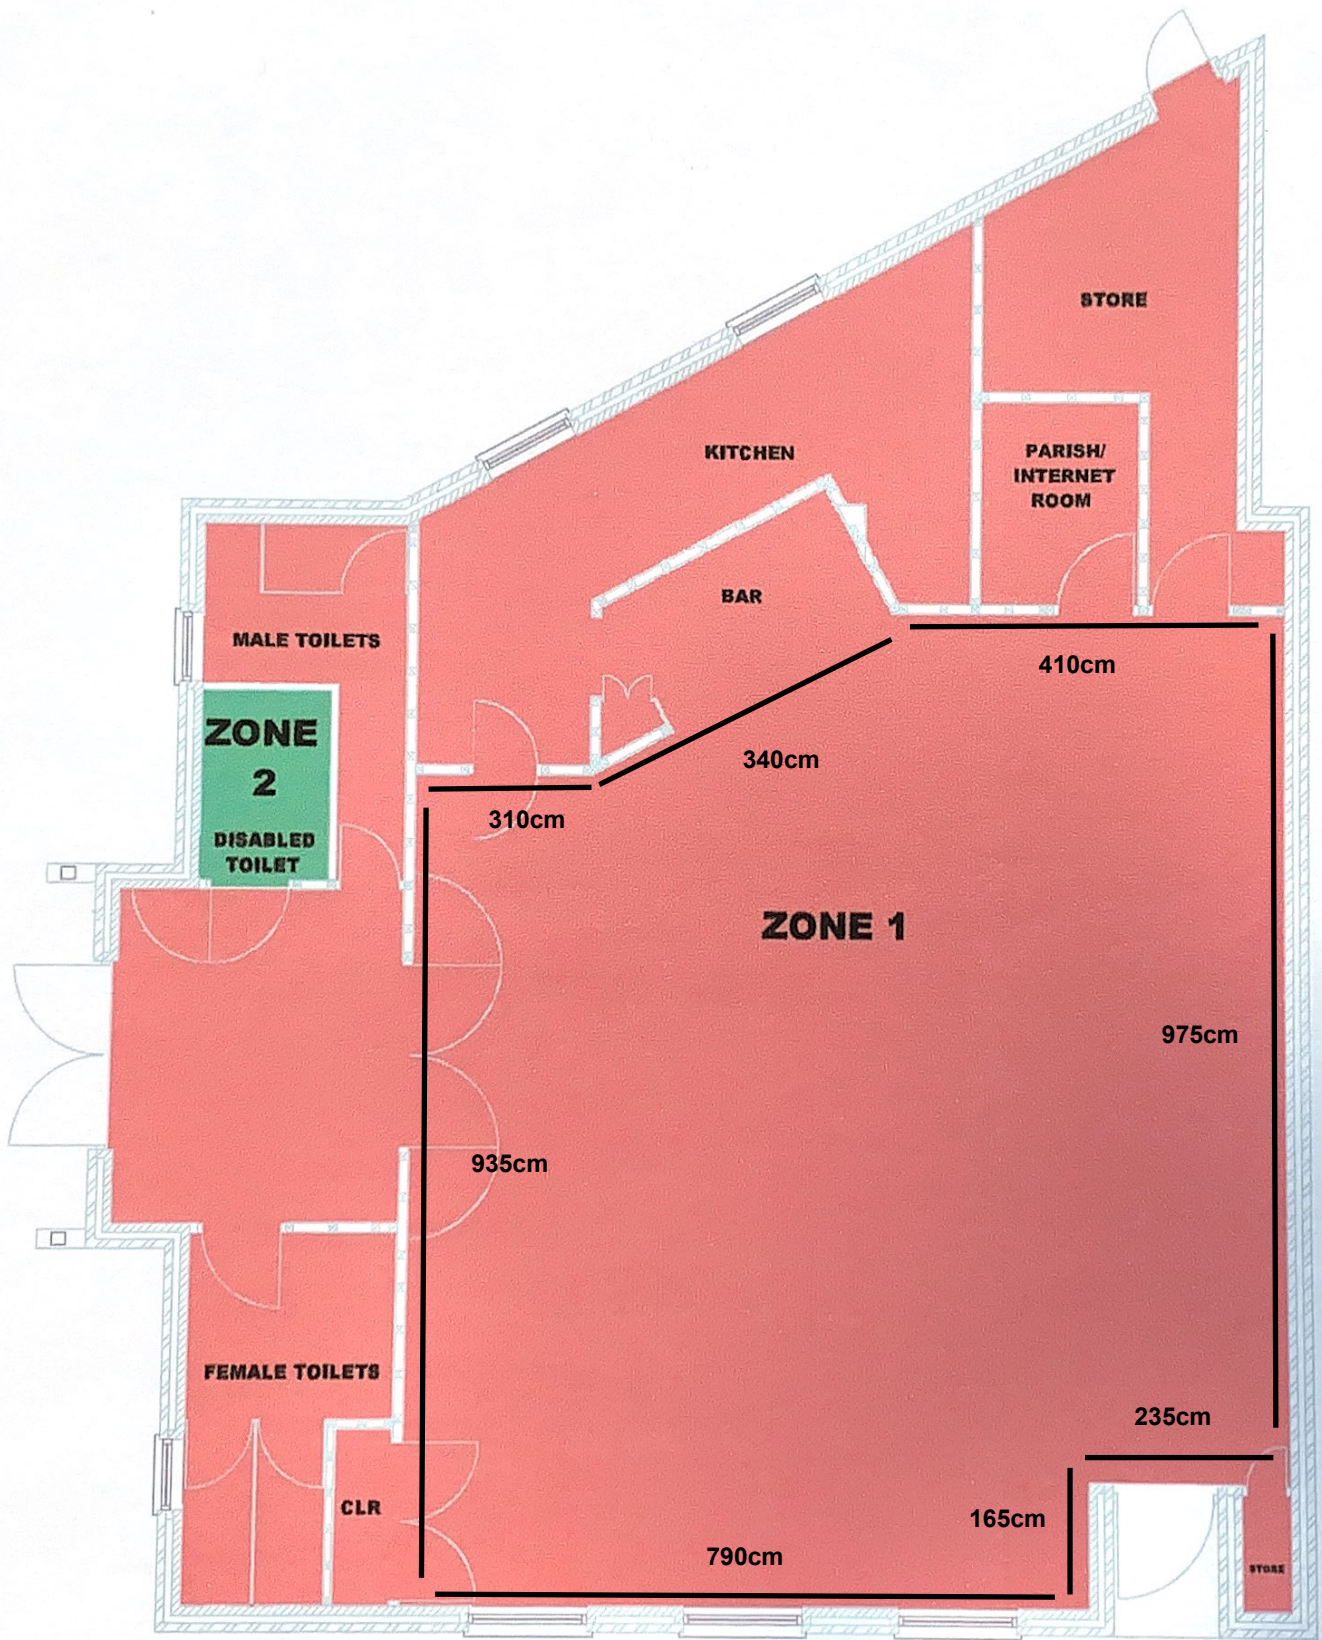 STORE
KITCHEN
PARISH/
INTERNET
ROOM
BAR
MALE TOILETS
410cm
ZONE
2
340cm
310cm
DISABLED
TOILET
ZONE 1
975cm
935cm
FEMALE TOILETS
235cm
CLR
165cm
790cm
STORE